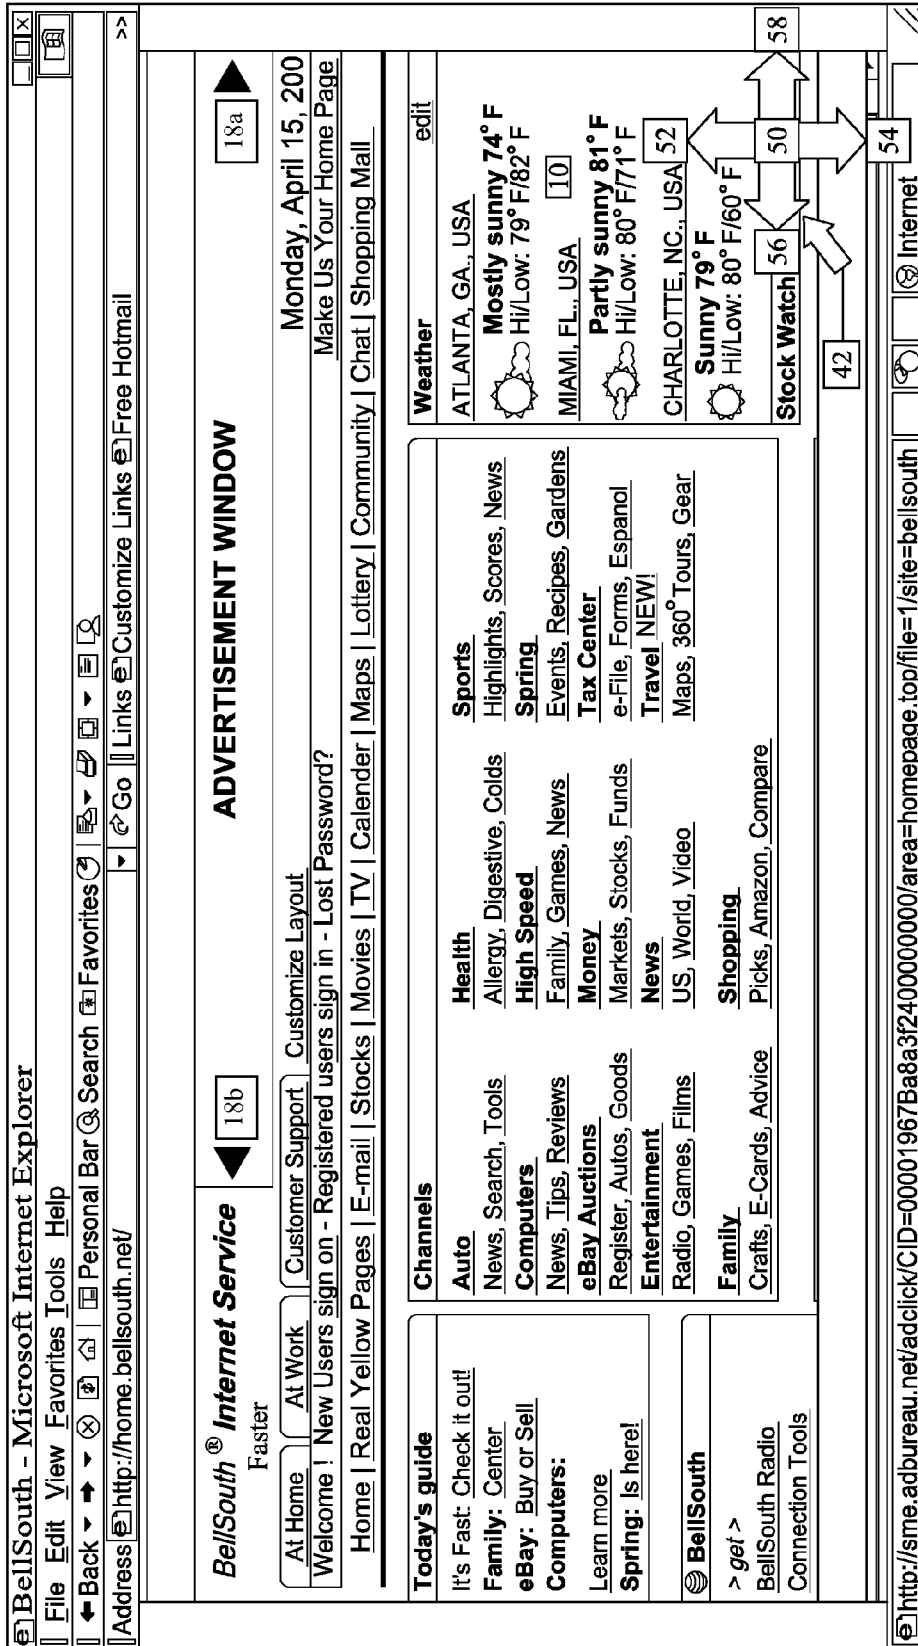 BellSouth - Microsoft Internet Explorer
File Edit View Favorites Tools Help
Back Personal Bar Search Favorites
Address http://home.bellsouth.net/ Go Links Customize Links Free Hotmail >>
BellSouth ® Internet Service
Faster
18b
ADVERTISEMENT WINDOW
18a
At Home At Work Customer Support Customize Layout Monday, April 15, 200
Welcome ! New Users sign on - Registered users sign in - Lost Password? Make Us Your Home Page
Home | Real Yellow Pages | E-mail | Stocks | Movies | TV | Calender | Maps | Lottery | Community | Chat | Shopping Mall
Today's guide
It's Fast: Check it out!
Family: Center
eBay: Buy or Sell
Computers:
Learn more
Spring: Is here!
BellSouth
> get >
BellSouth Radio
Connection Tools
Channels
Auto
News, Search, Tools
Computers
News, Tips, Reviews
eBay Auctions
Register, Autos, Goods
Entertainment
Radio, Games, Films
Family
Crafts, E-Cards, Advice
Health
Allergy, Digestive, Colds
High Speed
Family, Games, News
Money
Markets, Stocks, Funds
News
US, World, Video
Shopping
Picks, Amazon, Compare
Sports
Highlights, Scores, News
Spring
Events, Recipes, Gardens
Tax Center
e-File, Forms, Espanol
Travel NEW!
Maps, 360° Tours, Gear
Weather edit
ATLANTA, GA., USA
Mostly sunny 74° F
Hi/Low: 79° F/82° F
MIAMI, FL., USA 10
Partly sunny 81° F
Hi/Low: 80° F/71° F
CHARLOTTE, NC., USA
Sunny 79° F
Hi/Low: 80° F/60° F
Stock Watch
52
56
50
58
54
42
http://sme.adbureau.net/adclick/CID=00001967Ba8a3f2400000000/area=homepage.top/file=1/site=bellsouth Internet